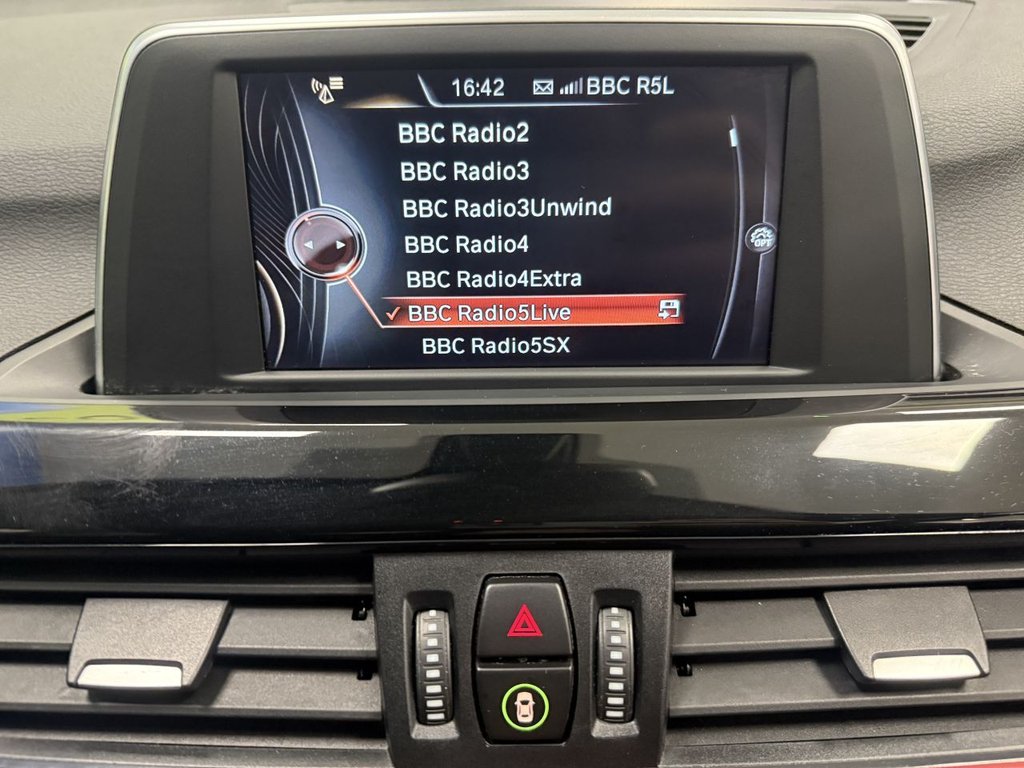 16:42 BBC R5L
BBC Radio2
BBC Radio3
BBC Radio3Unwind
BBC Radio4
BBC Radio4Extra
BBC Radio5Live
BBC Radio5SX
OPT